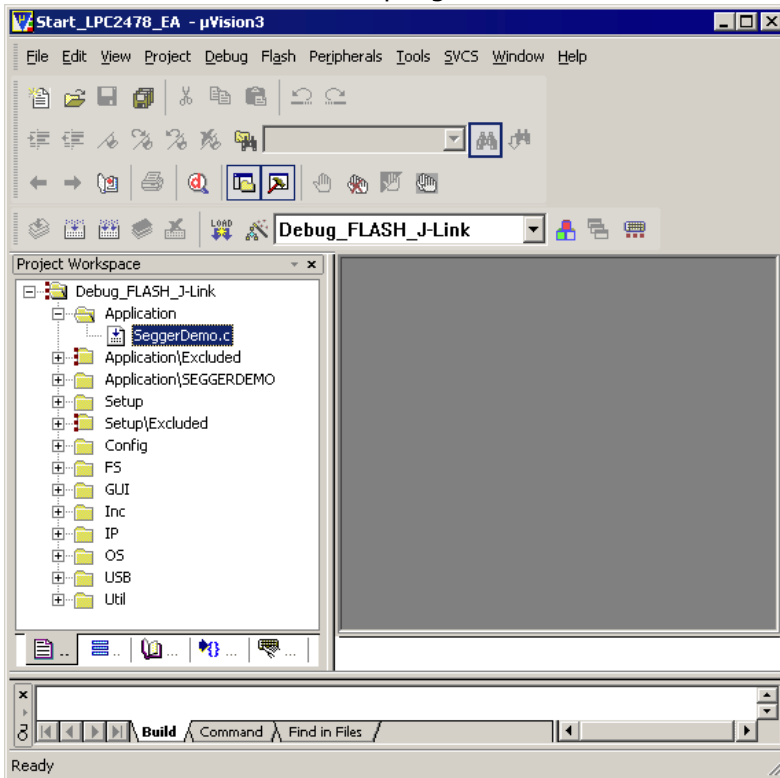 Start_LPC2478_EA - µVision3
File Edit View Project Debug Flash Peripherals Tools SVCS Window Help
LOAD Debug_FLASH_J-Link
Project Workspace
Debug_FLASH_J-Link
Application
SeggerDemo.c
Application\Excluded
Application\SEGGERDEMO
Setup
Setup\Excluded
Config
FS
GUI
Inc
IP
OS
USB
Util
.. .. ... {} ... ...
Build Command Find in Files
Ready